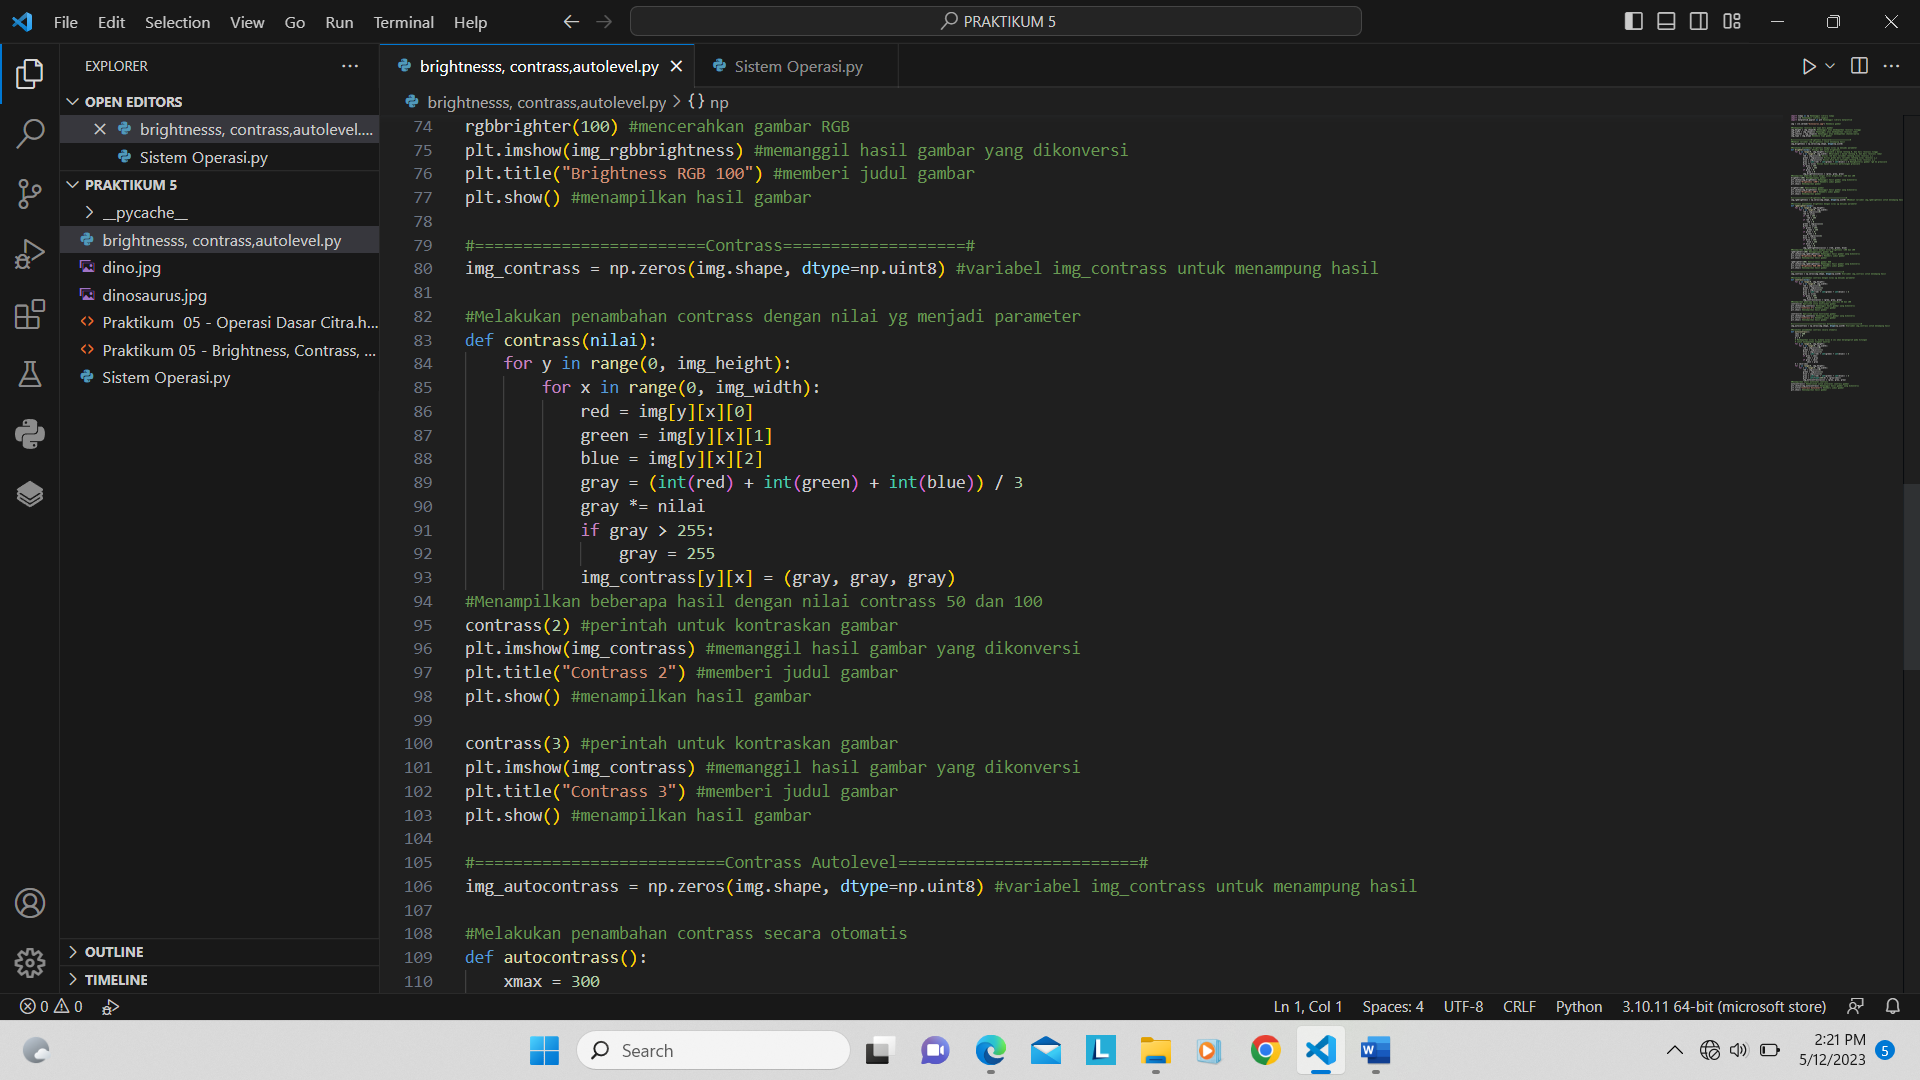 File Edit Selection View Go Run Terminal Help
PRAKTIKUM 5
EXPLORER
OPEN EDITORS
brightnesss, contrass,autolevel....
Sistem Operasi.py
PRAKTIKUM 5
__pycache__
brightnesss, contrass,autolevel.py
dino.jpg
dinosaurus.jpg
Praktikum  05 - Operasi Dasar Citra.h...
Praktikum 05 - Brightness, Contrass, ...
Sistem Operasi.py
OUTLINE
TIMELINE
brightnesss, contrass,autolevel.py
Sistem Operasi.py
brightnesss, contrass,autolevel.py > {} np
74 rgbbrighter(100) #mencerahkan gambar RGB
75 plt.imshow(img_rgbbrightness) #memanggil hasil gambar yang dikonversi
76 plt.title("Brightness RGB 100") #memberi judul gambar
77 plt.show() #menampilkan hasil gambar
78
79 #========================Contrass===================#
80 img_contrass = np.zeros(img.shape, dtype=np.uint8) #variabel img_contrass untuk menampung hasil
81
82 #Melakukan penambahan contrass dengan nilai yg menjadi parameter
83 def contrass(nilai):
84     for y in range(0, img_height):
85         for x in range(0, img_width):
86             red = img[y][x][0]
87             green = img[y][x][1]
88             blue = img[y][x][2]
89             gray = (int(red) + int(green) + int(blue)) / 3
90             gray *= nilai
91             if gray > 255:
92                 gray = 255
93             img_contrass[y][x] = (gray, gray, gray)
94 #Menampilkan beberapa hasil dengan nilai contrass 50 dan 100
95 contrass(2) #perintah untuk kontraskan gambar
96 plt.imshow(img_contrass) #memanggil hasil gambar yang dikonversi
97 plt.title("Contrass 2") #memberi judul gambar
98 plt.show() #menampilkan hasil gambar
99
100 contrass(3) #perintah untuk kontraskan gambar
101 plt.imshow(img_contrass) #memanggil hasil gambar yang dikonversi
102 plt.title("Contrass 3") #memberi judul gambar
103 plt.show() #menampilkan hasil gambar
104
105 #==========================Contrass Autolevel=========================#
106 img_autocontrass = np.zeros(img.shape, dtype=np.uint8) #variabel img_contrass untuk menampung hasil
107
108 #Melakukan penambahan contrass secara otomatis
109 def autocontrass():
110     xmax = 300
0 0
Ln 1, Col 1 Spaces: 4 UTF-8 CRLF Python 3.10.11 64-bit (microsoft store)
Search
2:21 PM
5/12/2023
5